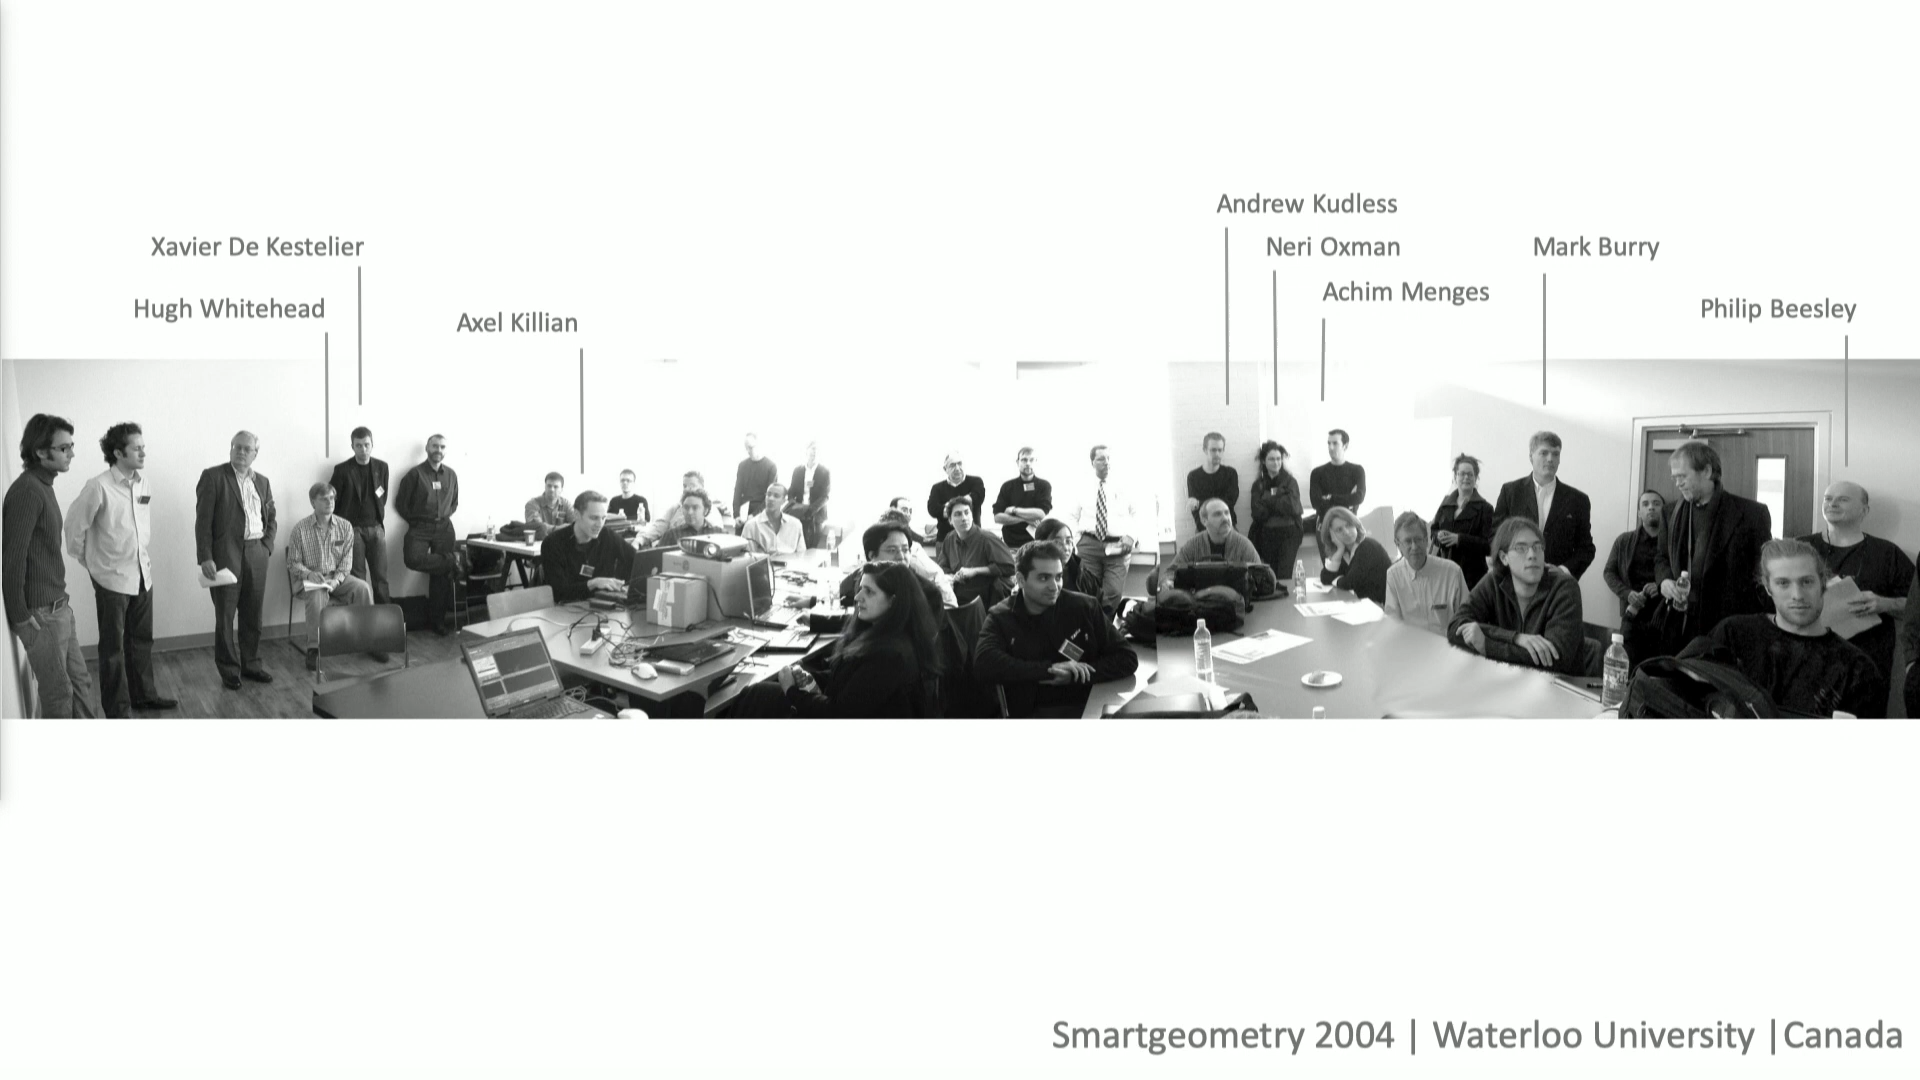 Andrew Kudless
Xavier De Kestelier
Neri Oxman
Mark Burry
Achim Menges
Hugh Whitehead
Philip Beesley
Axel Killian
Smartgeometry 2004 | Waterloo University |Canada